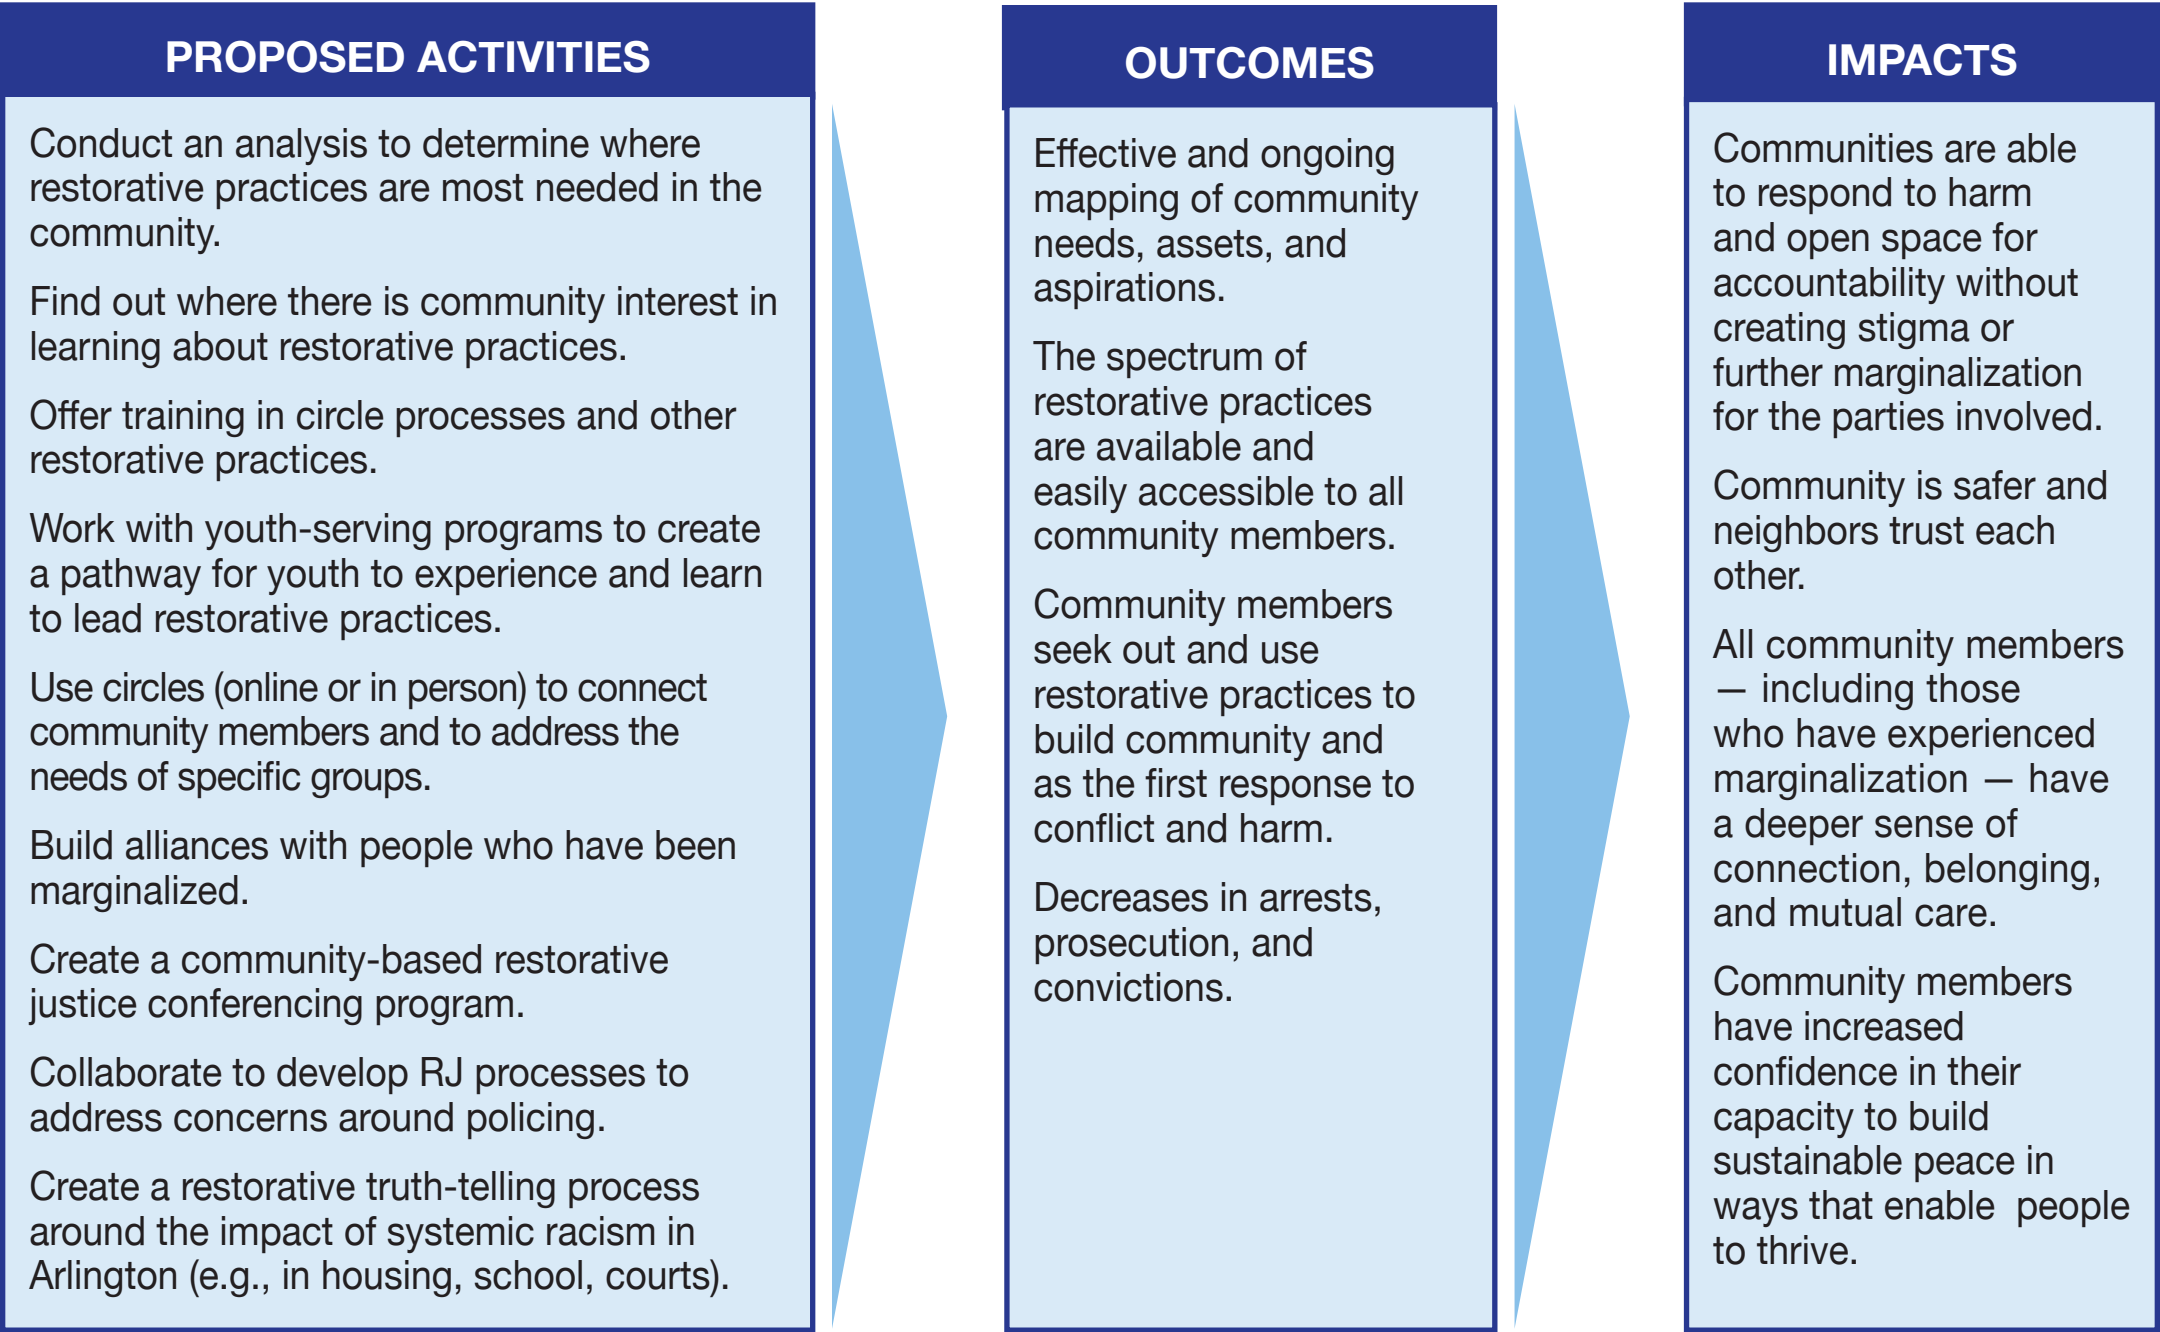 PROPOSED ACTIVITIES
Conduct an analysis to determine where
restorative practices are most needed in the
community.
Find out where there is community interest in
learning about restorative practices.
Offer training in circle processes and other
restorative practices.
Work with youth-serving programs to create
a pathway for youth to experience and learn
to lead restorative practices.
Use circles (online or in person) to connect
community members and to address the
needs of specific groups.
Build alliances with people who have been
marginalized.
Create a community-based restorative
justice conferencing program.
Collaborate to develop RJ processes to
address concerns around policing.
Create a restorative truth-telling process
around the impact of systemic racism in
Arlington (e.g., in housing, school, courts).
OUTCOMES
Effective and ongoing
mapping of community
needs, assets, and
aspirations.
The spectrum of
restorative practices
are available and
easily accessible to all
community members.
Community members
seek out and use
restorative practices to
build community and
as the first response to
conflict and harm.
Decreases in arrests,
prosecution, and
convictions.
IMPACTS
Communities are able
to respond to harm
and open space for
accountability without
creating stigma or
further marginalization
for the parties involved.
Community is safer and
neighbors trust each
other.
All community members
— including those
who have experienced
marginalization — have
a deeper sense of
connection, belonging,
and mutual care.
Community members
have increased
confidence in their
capacity to build
sustainable peace in
ways that enable  people
to thrive.